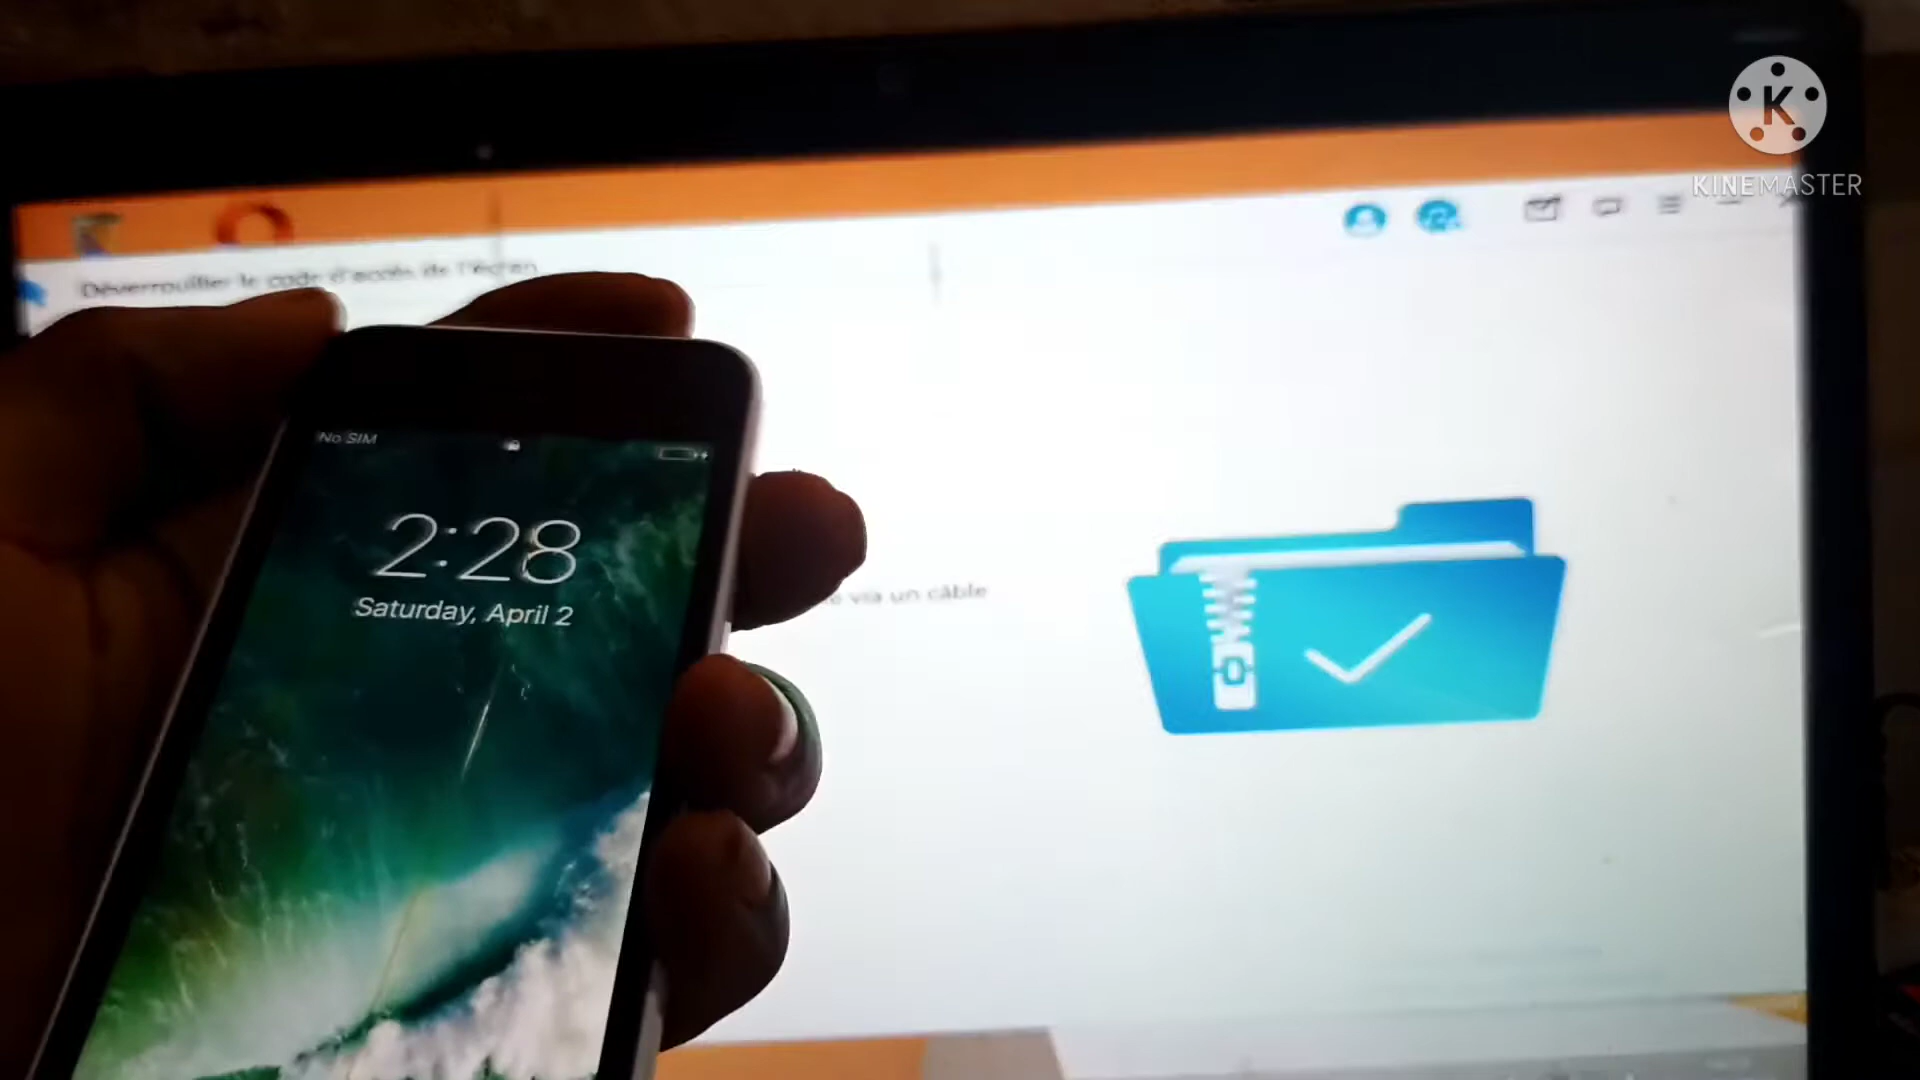 K
KINEMASTER
Déverrouiller le code d'accès de l'écran
No SIM
2:28
Saturday, April 2
via un câble